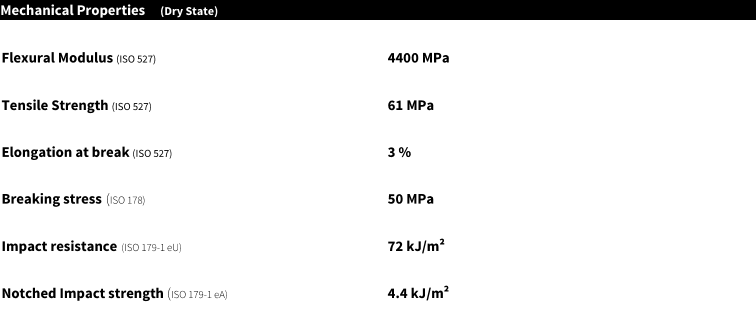 Mechanical Properties (Dry State)
Flexural Modulus (ISO 527) 4400 MPa
Tensile Strength (ISO 527) 61 MPa
Elongation at break (ISO 527) 3 %
Breaking stress (ISO 178) 50 MPa
Impact resistance (ISO 179-1 eU) 72 kJ/m²
Notched Impact strength (ISO 179-1 eA) 4.4 kJ/m²